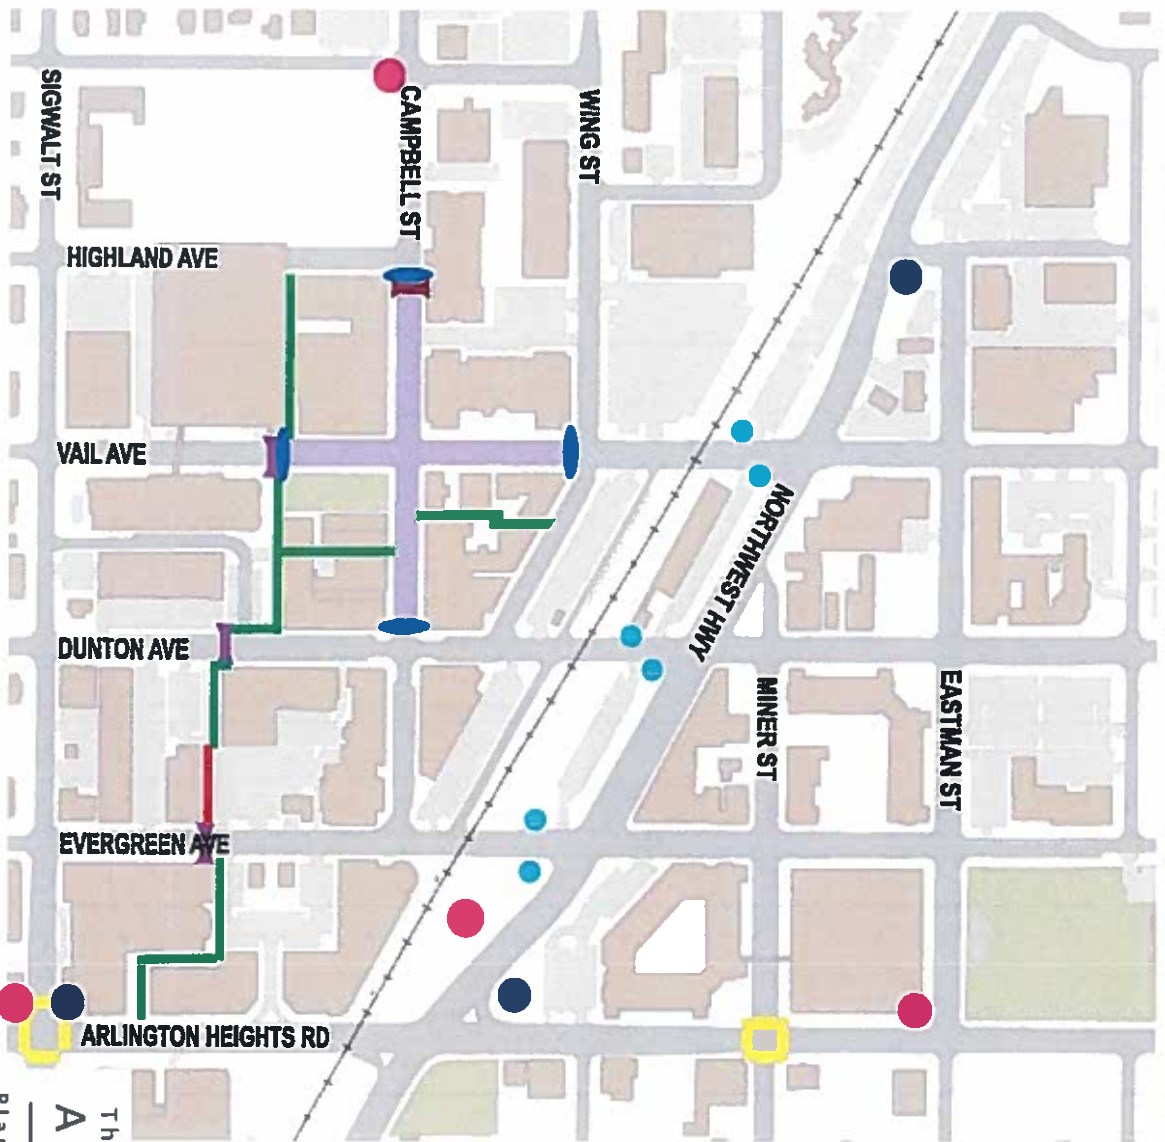 SIGWALT ST
CAMPBELL ST
WING ST
HIGHLAND AVE
VAIL AVE
NORTHWEST HWY
DUNTON AVE
MINER ST
EASTMAN ST
EVERGREEN AVE
ARLINGTON HEIGHTS RD
Th
A